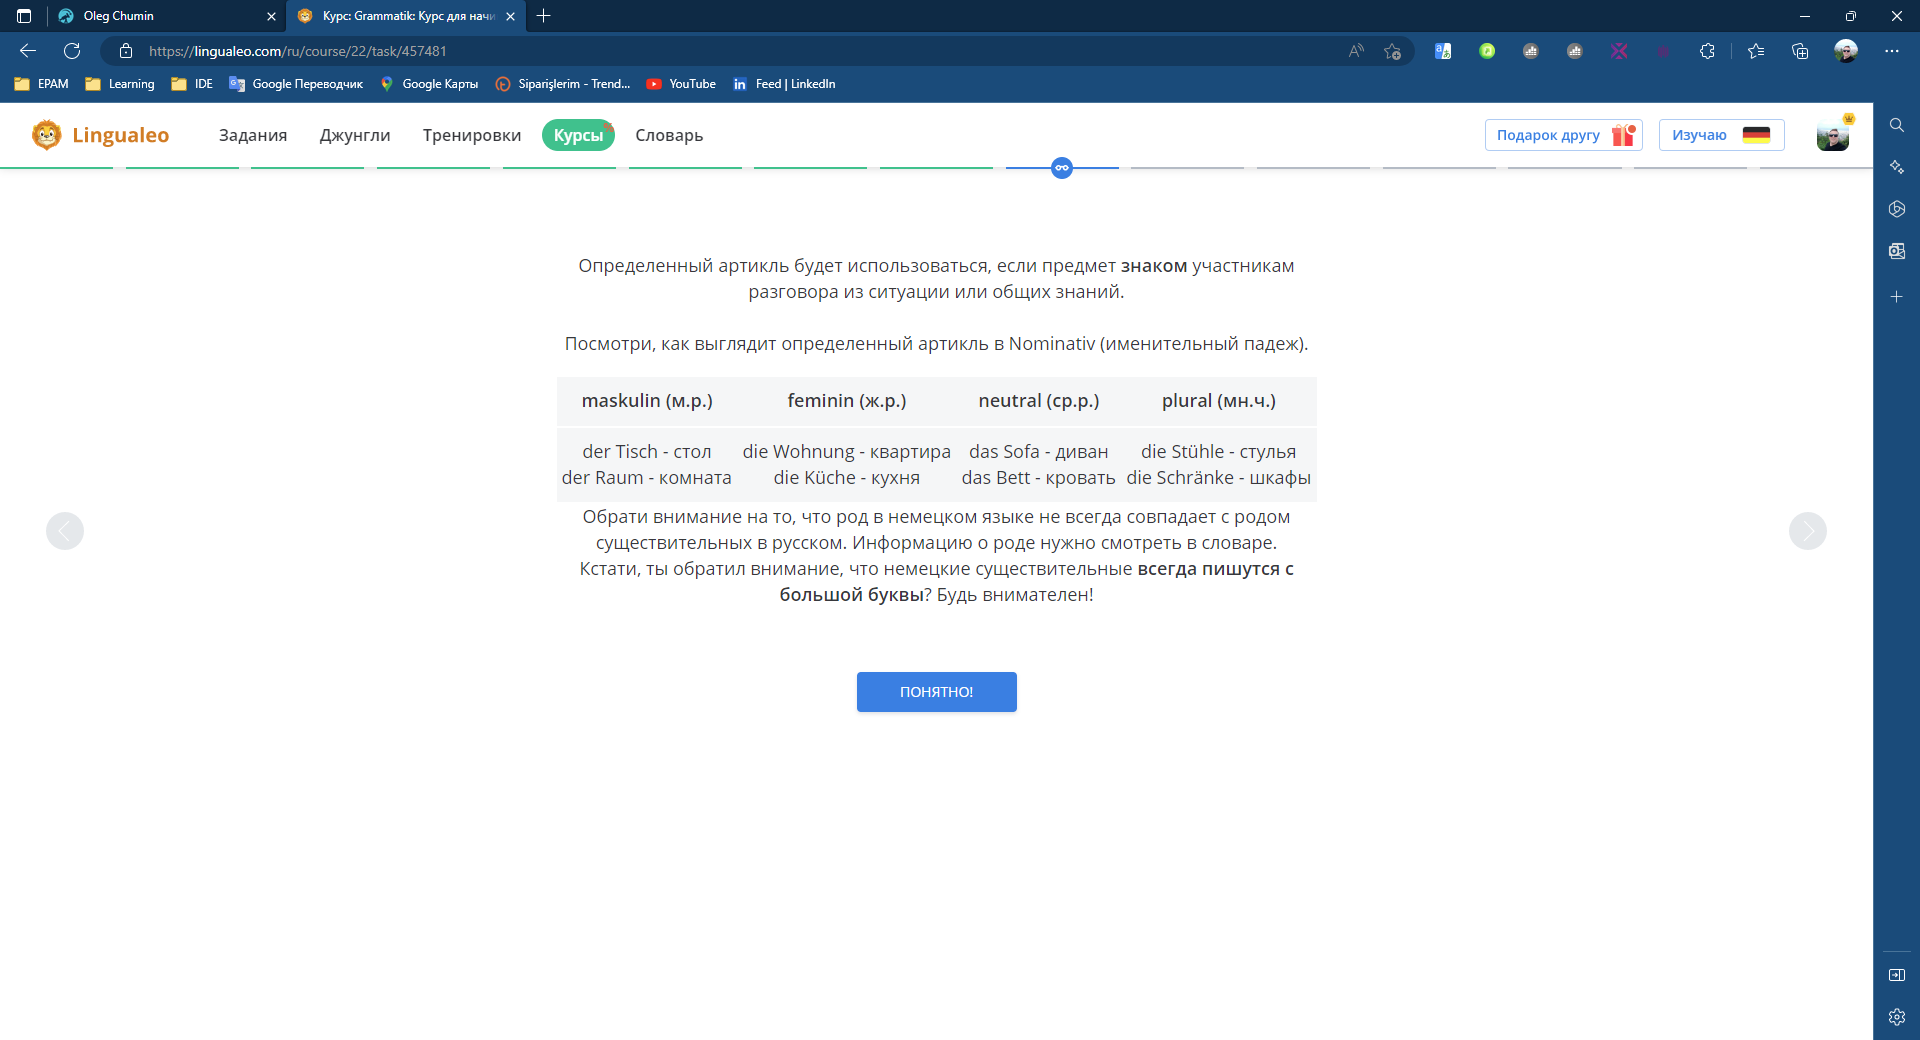 Oleg Chumin
Курс: Grammatik: Курс для начи
https://lingualeo.com/ru/course/22/task/457481
EPAM
Learning
IDE
Google Переводчик
Google Карты
Siparişlerim - Trend...
YouTube
Feed | LinkedIn
Lingualeo
Задания
Джунгли
Тренировки
Курсы
Словарь
Подарок другу
Изучаю
Определенный артикль будет использоваться, если предмет знаком участникам
разговора из ситуации или общих знаний.
Посмотри, как выглядит определенный артикль в Nominativ (именительный падеж).
maskulin (м.р.) feminin (ж.р.) neutral (ср.р.) plural (мн.ч.)
der Tisch - стол die Wohnung - квартира das Sofa - диван die Stühle - стулья
der Raum - комната die Küche - кухня das Bett - кровать die Schränke - шкафы
Обрати внимание на то, что род в немецком языке не всегда совпадает с родом
существительных в русском. Информацию о роде нужно смотреть в словаре.
Кстати, ты обратил внимание, что немецкие существительные всегда пишутся с
большой буквы? Будь внимателен!
ПОНЯТНО!